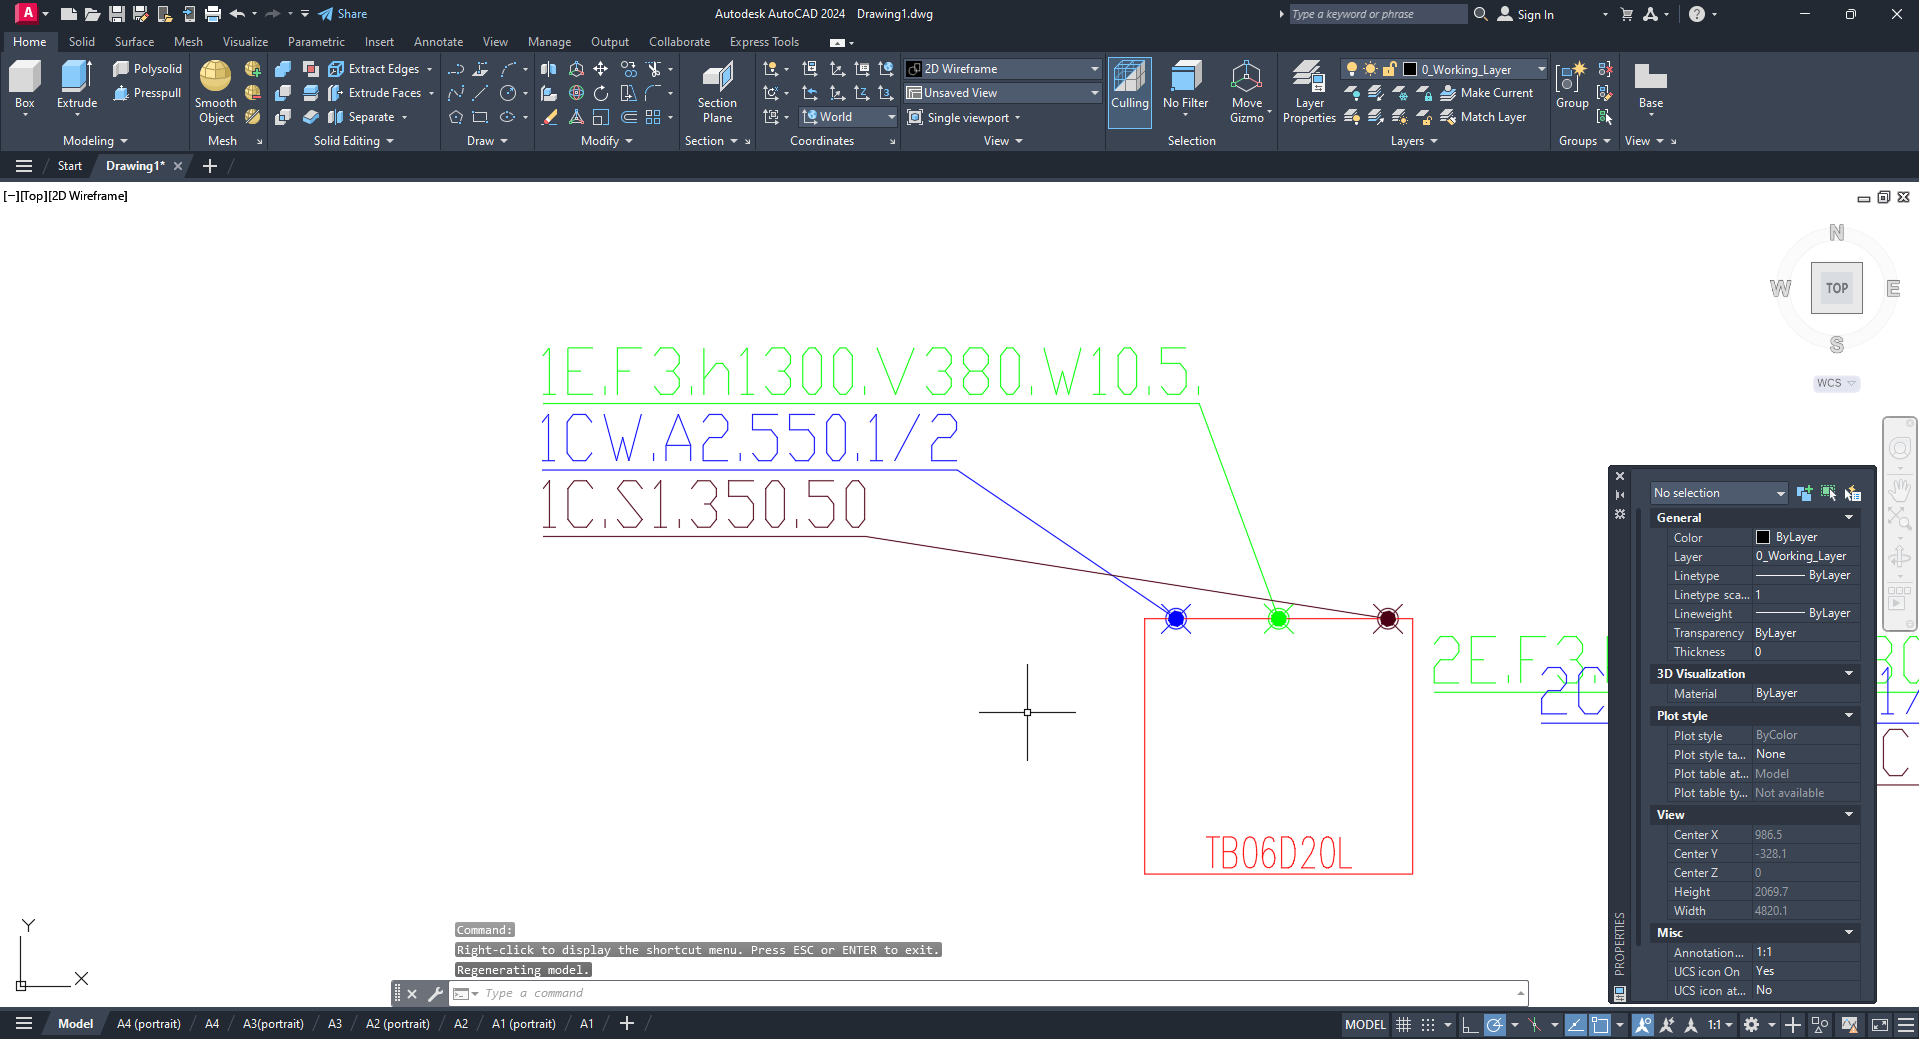 Share
Autodesk AutoCAD 2024   Drawing1.dwg
Type a keyword or phrase
Sign In
Home
Solid
Surface
Mesh
Visualize
Parametric
Insert
Annotate
View
Manage
Output
Collaborate
Express Tools
Box
Extrude
Polysolid
Presspull
Modeling
Smooth
Object
Mesh
Extract Edges
Extrude Faces
Separate
Solid Editing
Draw
Modify
Section
Plane
Section
World
Coordinates
2D Wireframe
Unsaved View
Single viewport
View
Culling
No Filter
Move
Gizmo
Selection
Layer
Properties
0_Working_Layer
Make Current
Match Layer
Layers
Group
Groups
Base
View
Start
Drawing1*
[−][Top][2D Wireframe]
N
W
TOP
E
S
WCS
1E.F3.h1300.V380.W10.5.
1CW.A2.550.1/2
1C.S1.350.50
TB06D20L
2E.F3.
2C
1/
C
No selection
General
Color ByLayer
Layer 0_Working_Layer
Linetype ByLayer
Linetype sca... 1
Lineweight ByLayer
Transparency ByLayer
Thickness 0
3D Visualization
Material ByLayer
Plot style
Plot style ByColor
Plot style ta... None
Plot table at... Model
Plot table ty... Not available
View
Center X 986.5
Center Y -328.1
Center Z 0
Height 2069.7
Width 4820.1
Misc
Annotation... 1:1
UCS icon On Yes
UCS icon at... No
PROPERTIES
Y
X
Command:
Right-click to display the shortcut menu. Press ESC or ENTER to exit.
Regenerating model.
Type a command
Model
A4 (portrait)
A4
A3(portrait)
A3
A2 (portrait)
A2
A1 (portrait)
A1
MODEL
1:1